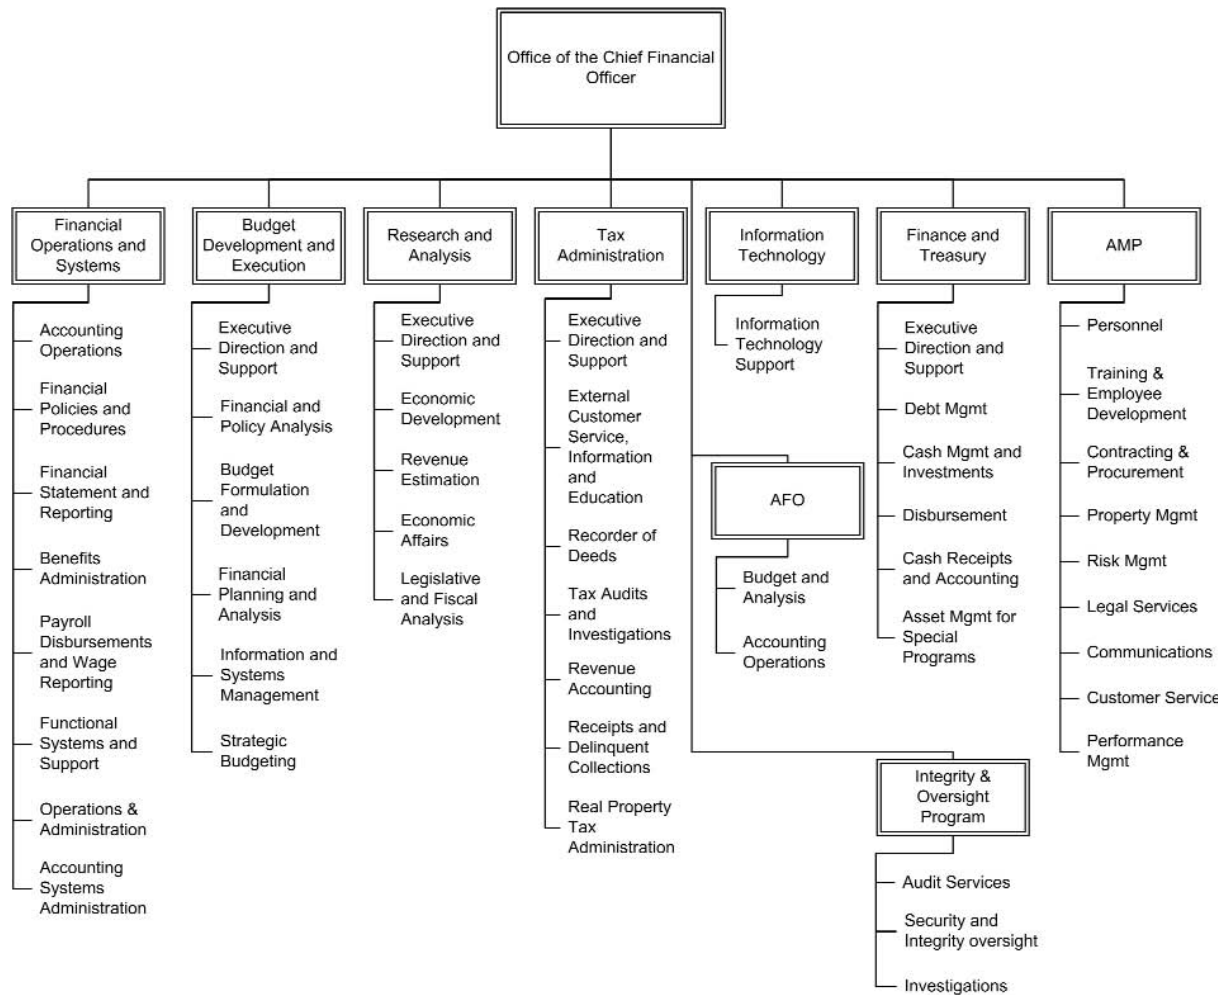 Office of the Chief Financial
Officer
Financial
Operations and
Systems
Accounting
Operations
Financial
Policies and
Procedures
Financial
Statement and
Reporting
Benefits
Administration
Payroll
Disbursements
and Wage
Reporting
Functional
Systems and
Support
Operations &
Administration
Accounting
Systems
Administration
Budget
Development and
Execution
Executive
Direction and
Support
Financial and
Policy Analysis
Budget
Formulation
and
Development
Financial
Planning and
Analysis
Information and
Systems
Management
Strategic
Budgeting
Research and
Analysis
Executive
Direction and
Support
Economic
Development
Revenue
Estimation
Economic
Affairs
Legislative
and Fiscal
Analysis
Tax
Administration
Executive
Direction and
Support
External
Customer
Service,
Information
and
Education
Recorder of
Deeds
Tax Audits
and
Investigations
Revenue
Accounting
Receipts and
Delinquent
Collections
Real Property
Tax
Administration
Information
Technology
Information
Technology
Support
AFO
Budget and
Analysis
Accounting
Operations
Finance and
Treasury
Executive
Direction and
Support
Debt Mgmt
Cash Mgmt and
Investments
Disbursement
Cash Receipts
and Accounting
Asset Mgmt for
Special
Programs
Integrity &
Oversight
Program
Audit Services
Security and
Integrity oversight
Investigations
AMP
Personnel
Training &
Employee
Development
Contracting &
Procurement
Property Mgmt
Risk Mgmt
Legal Services
Communications
Customer Service
Performance
Mgmt